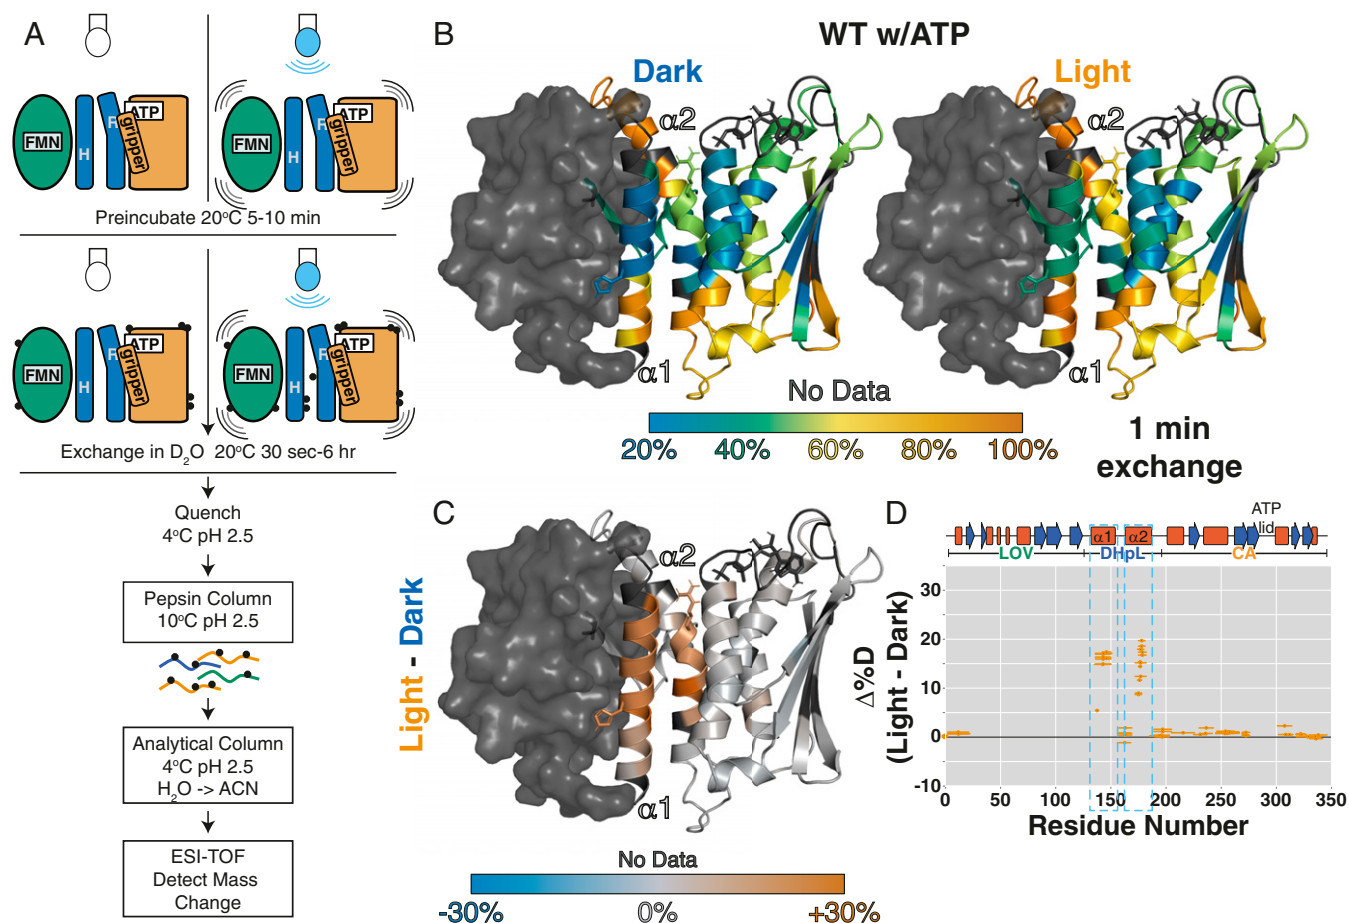 A
FMN
H
F
ATP
gripper
FMN
H
F
ATP
gripper
Preincubate 20°C 5-10 min
FMN
H
F
ATP
gripper
FMN
H
F
ATP
gripper
Exchange in D2O 20°C 30 sec-6 hr
Quench
4°C pH 2.5
Pepsin Column
10°C pH 2.5
Analytical Column
4°C pH 2.5
H2O -> ACN
ESI-TOF
Detect Mass
Change
B
WT w/ATP
Dark
Light
α2
α2
α1
α1
No Data
20%
40%
60%
80%
100%
1 min
exchange
C
Light - Dark
α2
α1
No Data
-30%
0%
+30%
D
ATP
lid
α1
α2
LOV
DHpL
CA
Δ%D
(Light - Dark)
30
20
10
0
-10
0
50
100
150
200
250
300
350
Residue Number